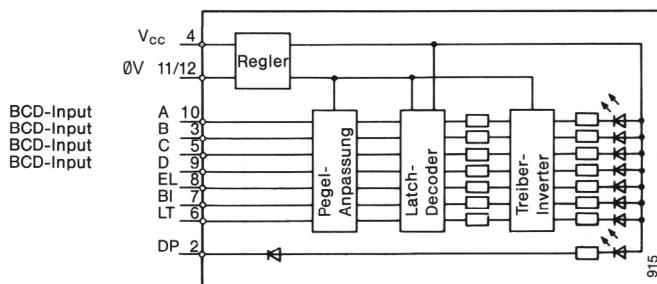 Vcc 4
Regler
ØV 11/12
BCD-Input A 10
BCD-Input B 3
BCD-Input C 5
BCD-Input D 9
EL 8
BI 7
LT 6
DP 2
Pegel-
Anpassung
Latch-
Decoder
Treiber-
Inverter
915